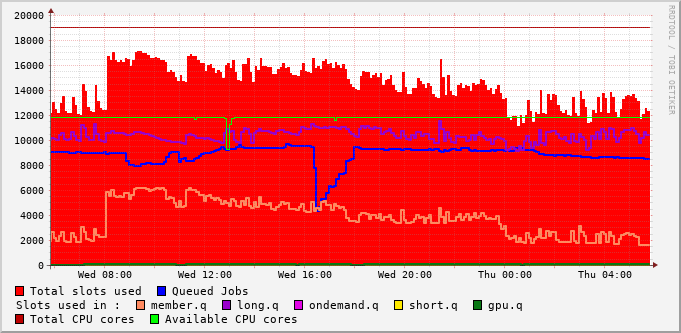 20000
18000
16000
14000
12000
10000
8000
6000
4000
2000
0
Wed 08:00 Wed 12:00 Wed 16:00 Wed 20:00 Thu 00:00 Thu 04:00
RRDTOOL / TOBI OETIKER
Total slots used Queued Jobs
Slots used in : member.q long.q ondemand.q short.q gpu.q
Total CPU cores Available CPU cores